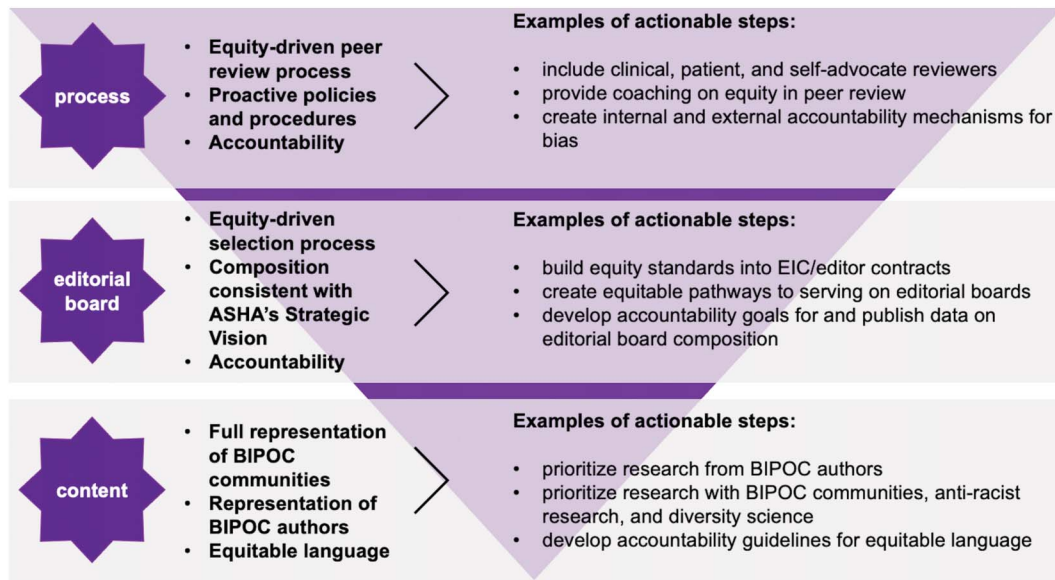 process
• Equity-driven peer
review process
• Proactive policies
and procedures
• Accountability
Examples of actionable steps:
• include clinical, patient, and self-advocate reviewers
• provide coaching on equity in peer review
• create internal and external accountability mechanisms for
bias
editorial
board
• Equity-driven
selection process
• Composition
consistent with
ASHA’s Strategic
Vision
• Accountability
Examples of actionable steps:
• build equity standards into EIC/editor contracts
• create equitable pathways to serving on editorial boards
• develop accountability goals for and publish data on
editorial board composition
content
• Full representation
of BIPOC
communities
• Representation of
BIPOC authors
• Equitable language
Examples of actionable steps:
• prioritize research from BIPOC authors
• prioritize research with BIPOC communities, anti-racist
research, and diversity science
• develop accountability guidelines for equitable language